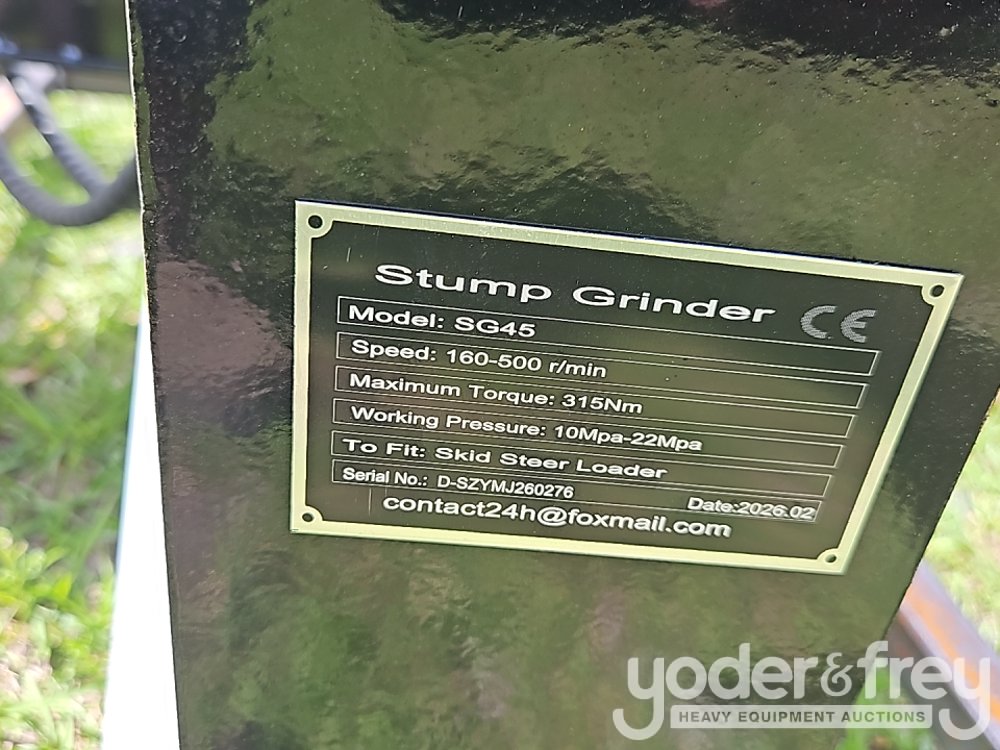 Stump Grinder CE
Model: SG45
Speed: 160-500 r/min
Maximum Torque: 315Nm
Working Pressure: 10Mpa-22Mpa
To Fit: Skid Steer Loader
Serial No.: D-SZYMJ260276 Date:2026.02
contact24h@foxmail.com
yoder&frey
HEAVY EQUIPMENT AUCTIONS